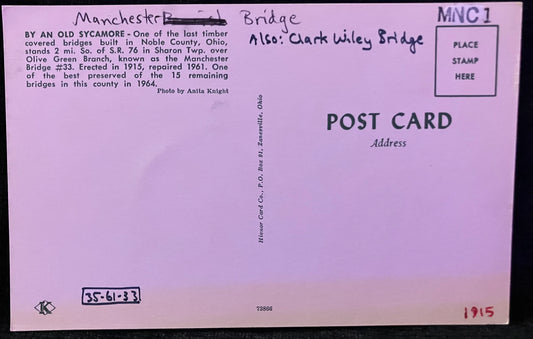 Manchester Bridge
Also: Clark Wiley Bridge
MNC1
BY AN OLD SYCAMORE - One of the last timber
covered bridges built in Noble County, Ohio,
stands 2 mi. So. of S.R. 76 in Sharon Twp. over
Olive Green Branch, known as the Manchester
Bridge #33. Erected in 1915, repaired 1961. One
of the best preserved of the 15 remaining
bridges in this county in 1964.
Photo by Anita Knight
PLACE
STAMP
HERE
POST CARD
Address
Card Co., P.O. Box 91, Zanesville, Ohio
35-61-33
K
1915